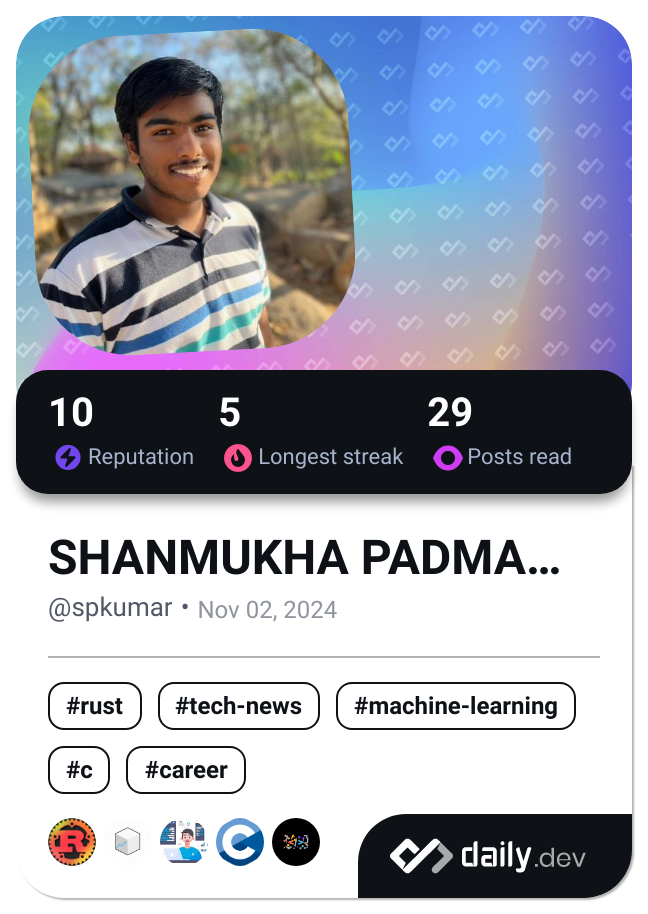 10 5 29
Reputation Longest streak Posts read
SHANMUKHA PADMA...
@spkumar • Nov 02, 2024
#rust #tech-news #machine-learning
#c #career
R C
daily.dev